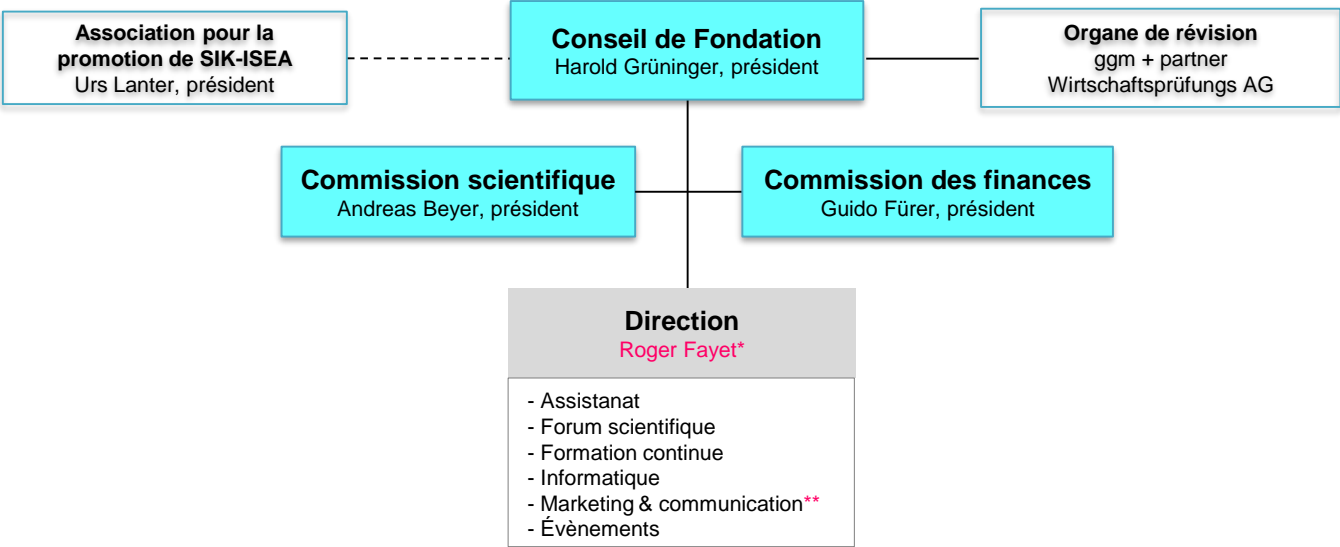 Association pour la
promotion de SIK-ISEA
Urs Lanter, président
Conseil de Fondation
Harold Grüninger, président
Organe de révision
ggm + partner
Wirtschaftsprüfungs AG
Commission scientifique
Andreas Beyer, président
Commission des finances
Guido Fürer, président
Direction
Roger Fayet*
- Assistanat
- Forum scientifique
- Formation continue
- Informatique
- Marketing & communication**
- Évènements